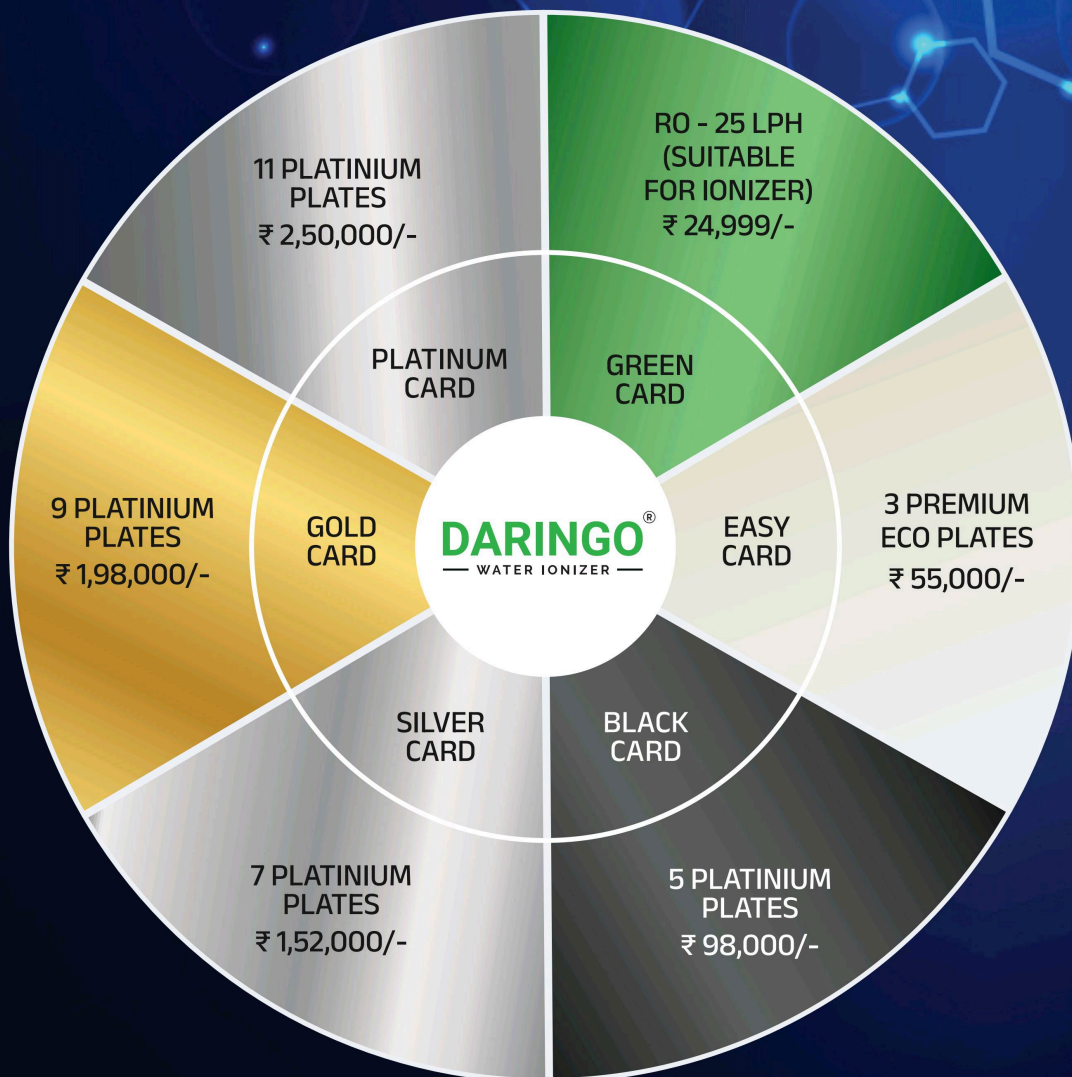 11 PLATINIUM
PLATES
₹ 2,50,000/-
PLATINUM
CARD
RO - 25 LPH
(SUITABLE
FOR IONIZER)
₹ 24,999/-
GREEN
CARD
9 PLATINIUM
PLATES
₹ 1,98,000/-
GOLD
CARD
DARINGO®
WATER IONIZER
EASY
CARD
3 PREMIUM
ECO PLATES
₹ 55,000/-
SILVER
CARD
7 PLATINIUM
PLATES
₹ 1,52,000/-
BLACK
CARD
5 PLATINIUM
PLATES
₹ 98,000/-